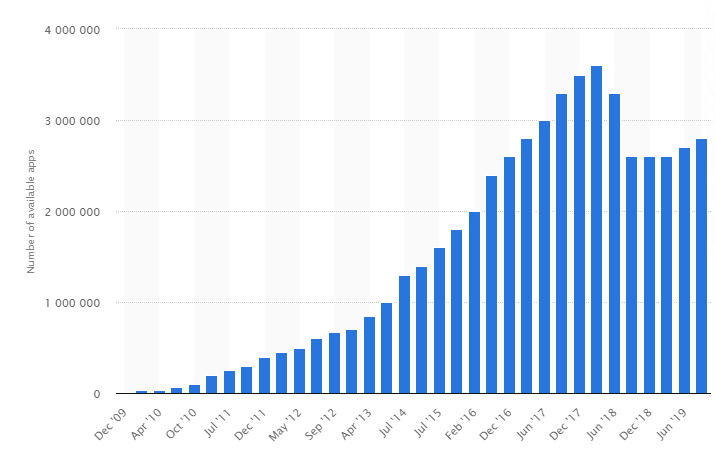 4 000 000
3 000 000
2 000 000
1 000 000
0
Number of available apps
Dec '09
Apr '10
Oct '10
Jul '11
Dec '11
May '12
Sep '12
Apr '13
Jul '14
Jul '15
Feb '16
Dec '16
Jun '17
Dec '17
Jun '18
Dec '18
Jun '19